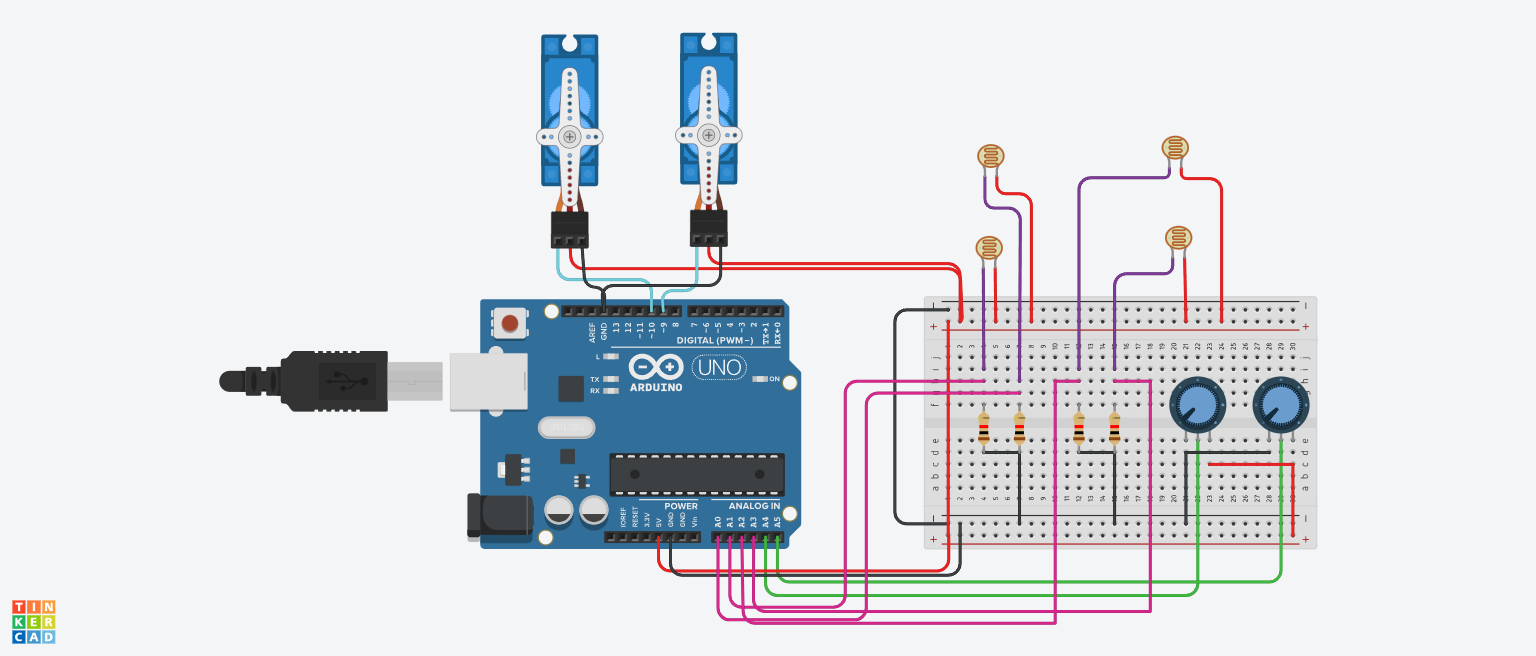 AREF
GND
13
12
~11
~10
~9
8
7
~6
~5
4
~3
2
TX→1
RX←0
DIGITAL (PWM~)
L
TX
RX
ARDUINO
UNO
ON
POWER
ANALOG IN
IOREF
RESET
3.3V
5V
GND
GND
Vin
A0
A1
A2
A3
A4
A5
TIN
KER
CAD